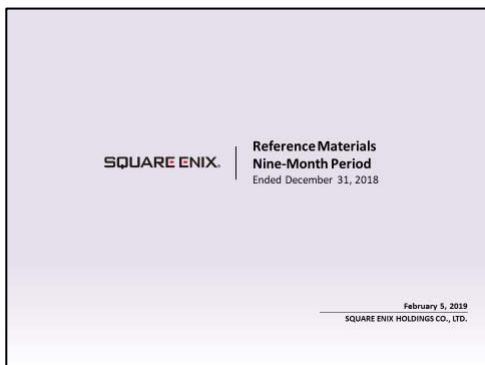 SQUARE ENIX.
Reference Materials
Nine-Month Period
Ended December 31, 2018
February 5, 2019
SQUARE ENIX HOLDINGS CO., LTD.